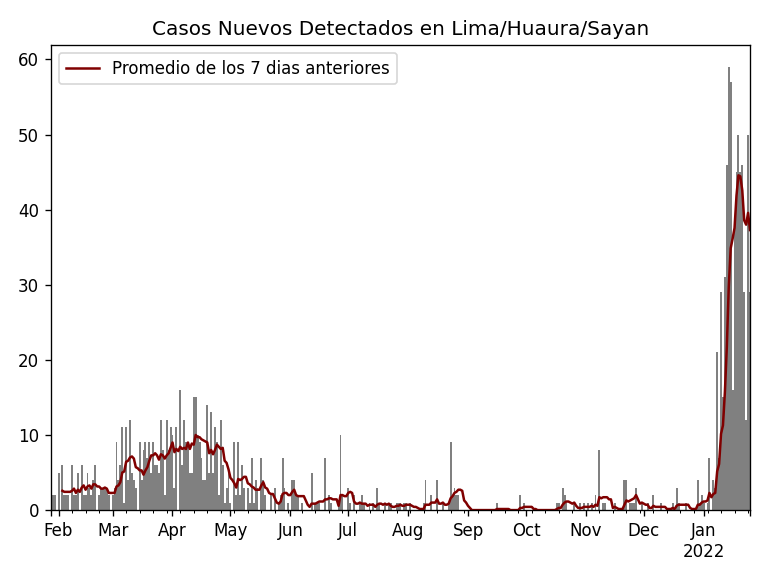 Casos Nuevos Detectados en Lima/Huaura/Sayan
Promedio de los 7 dias anteriores
60
50
40
30
20
10
0
Feb Mar Apr May Jun Jul Aug Sep Oct Nov Dec Jan
2022